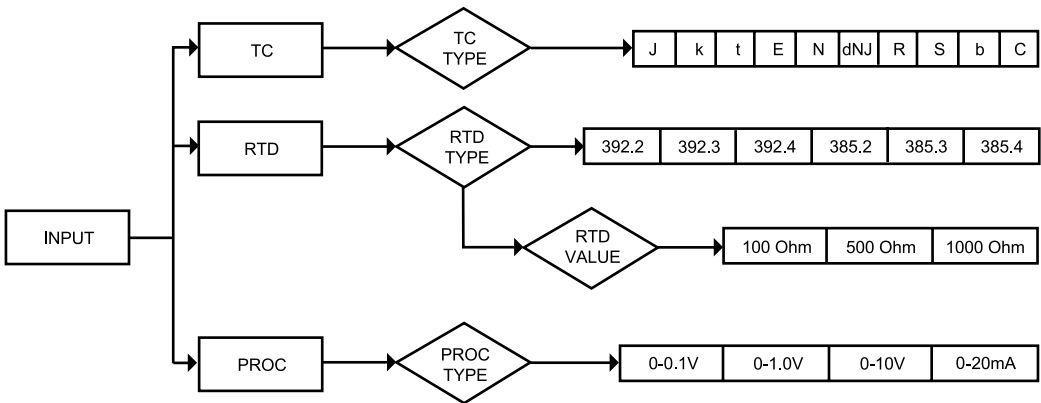 TC
TC
TYPE
J k t E N dNJ R S b C
RTD
RTD
TYPE
392.2 392.3 392.4 385.2 385.3 385.4
INPUT
RTD
VALUE
100 Ohm 500 Ohm 1000 Ohm
PROC
PROC
TYPE
0-0.1V 0-1.0V 0-10V 0-20mA